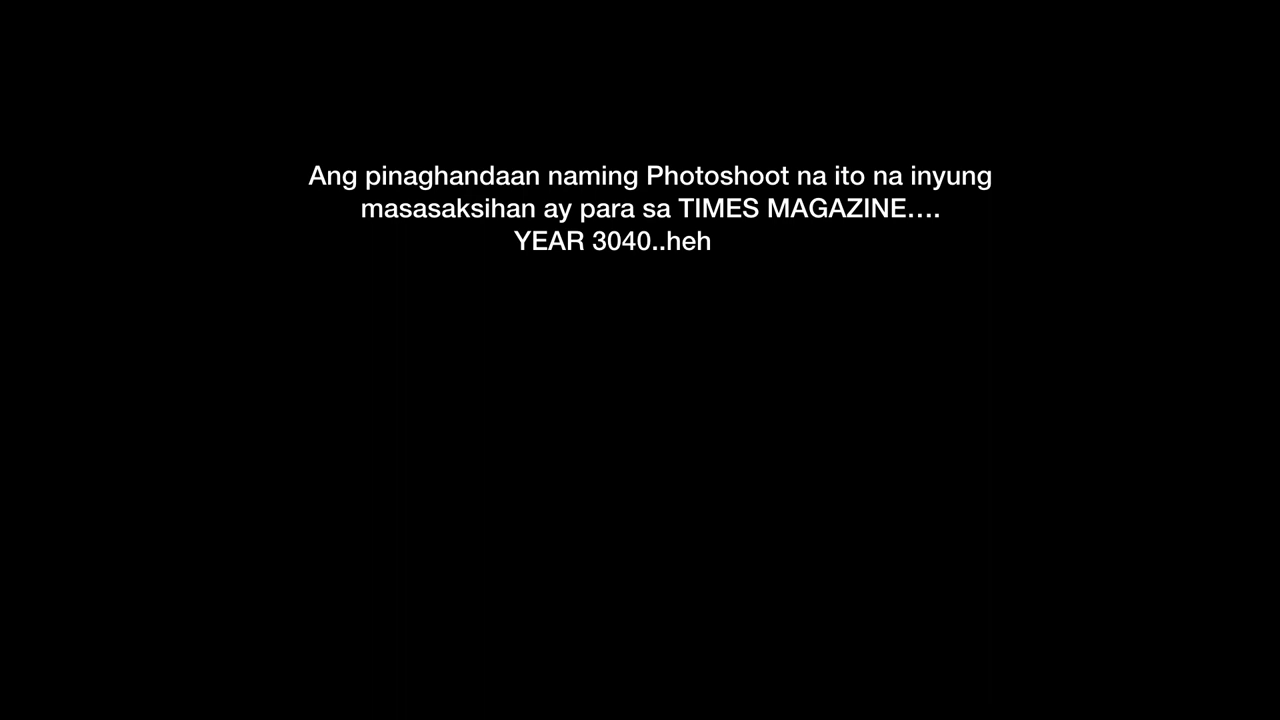 Ang pinaghandaan naming Photoshoot na ito na inyung
masasaksihan ay para sa TIMES MAGAZINE....
YEAR 3040..heh